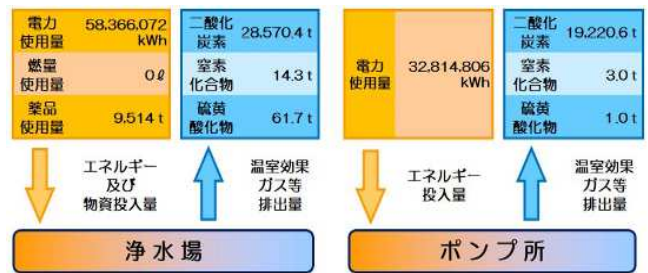 電力
使用量
58,366,072
kWh
燃量
使用量
0ℓ
薬品
使用量
9,514 t
二酸化
炭素
28,570.4 t
窒素
化合物
14.3 t
硫黄
酸化物
61.7 t
エネルギー
及び
物資投入量
温室効果
ガス等
排出量
浄水場
電力
使用量
32,814,806
kWh
二酸化
炭素
19,220.6 t
窒素
化合物
3.0 t
硫黄
酸化物
1.0 t
エネルギー
投入量
温室効果
ガス等
排出量
ポンプ所